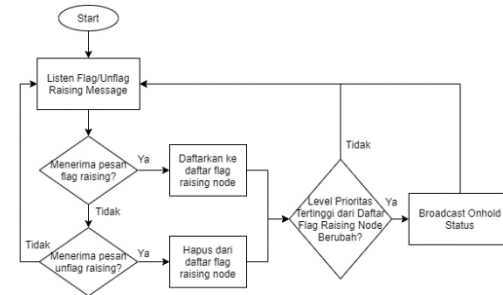 Start
Listen Flag/Unflag
Raising Message
Tidak
Menerima pesan
flag raising?
Ya
Daftarkan ke
daftar flag
raising node
Level Prioritas
Tertinggi dari Daftar
Flag Raising Node
Berubah?
Ya
Broadcast Onhold
Status
Tidak
Tidak
Menerima pesan
unflag raising?
Ya
Hapus dari
daftar flag
raising node